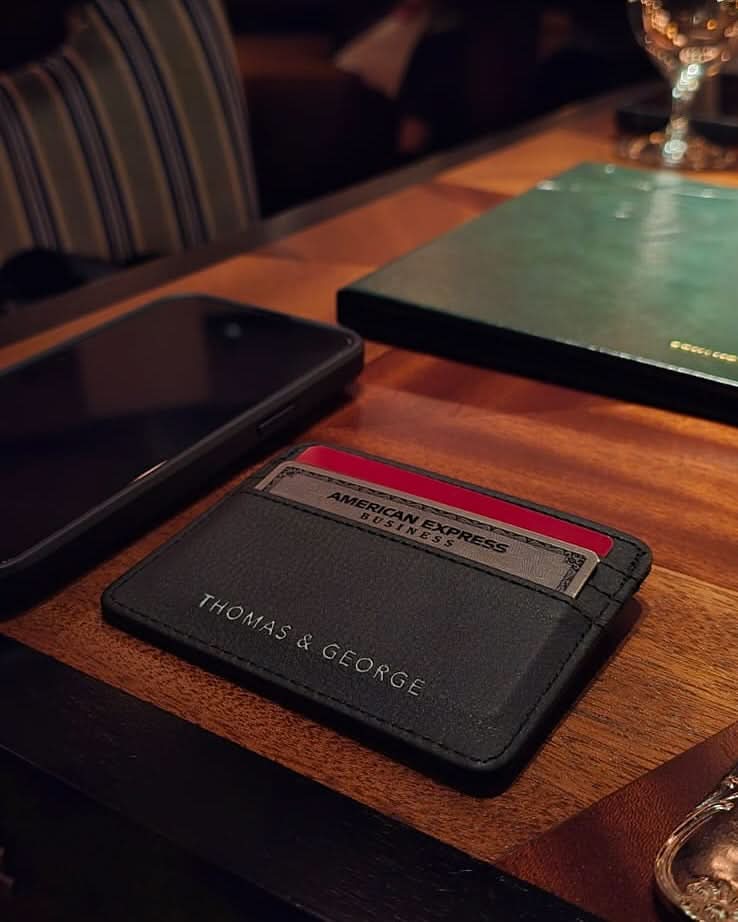 AMERICAN EXPRESS
BUSINESS
THOMAS & GEORGE